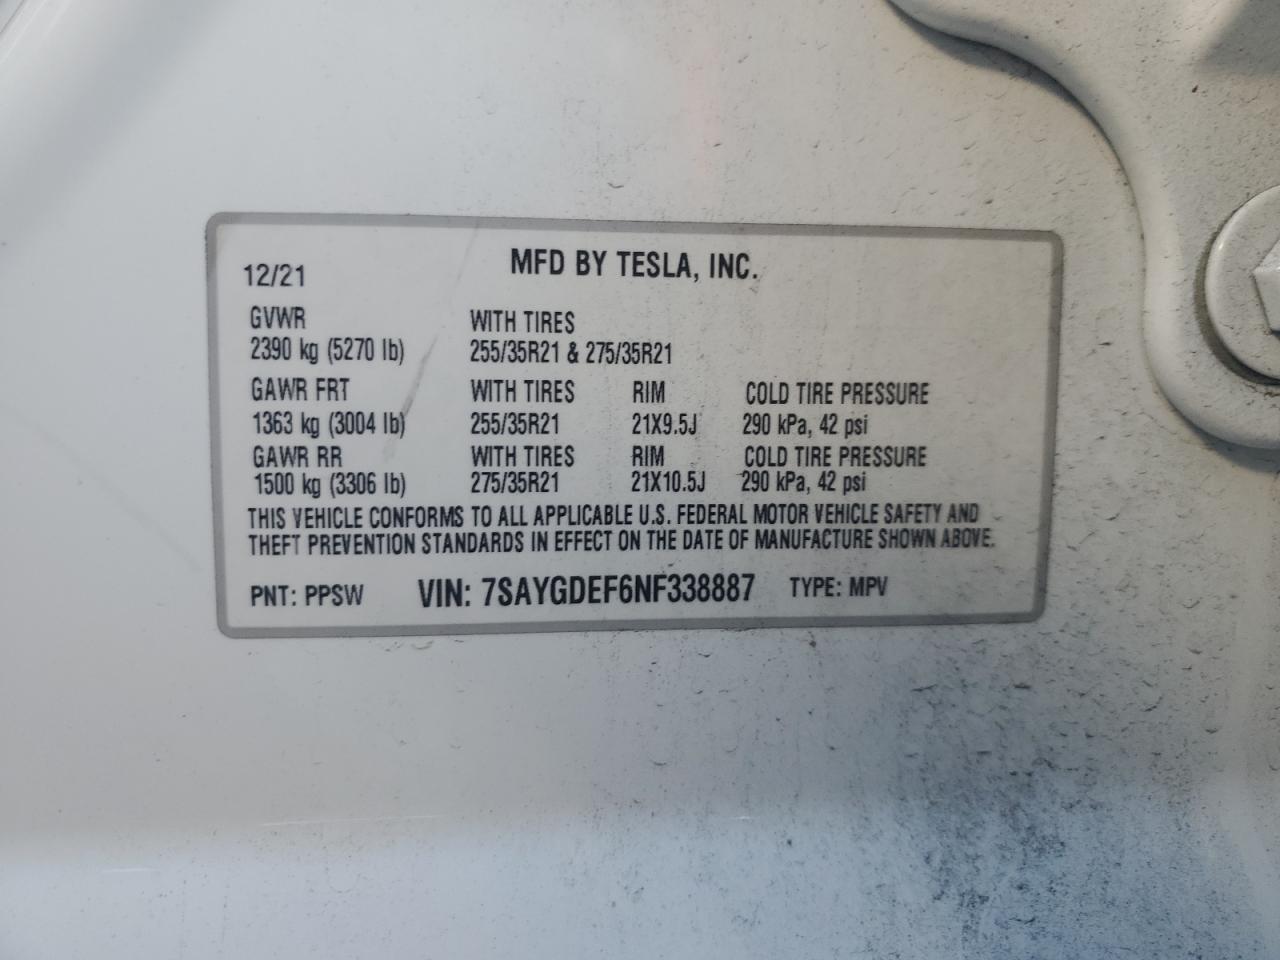 MFD BY TESLA, INC.
12/21
GVWR WITH TIRES
2390 kg (5270 lb) 255/35R21 & 275/35R21
GAWR FRT WITH TIRES RIM COLD TIRE PRESSURE
1363 kg (3004 lb) 255/35R21 21X9.5J 290 kPa, 42 psi
GAWR RR WITH TIRES RIM COLD TIRE PRESSURE
1500 kg (3306 lb) 275/35R21 21X10.5J 290 kPa, 42 psi
THIS VEHICLE CONFORMS TO ALL APPLICABLE U.S. FEDERAL MOTOR VEHICLE SAFETY AND
THEFT PREVENTION STANDARDS IN EFFECT ON THE DATE OF MANUFACTURE SHOWN ABOVE.
PNT: PPSW VIN: 7SAYGDEF6NF338887 TYPE: MPV